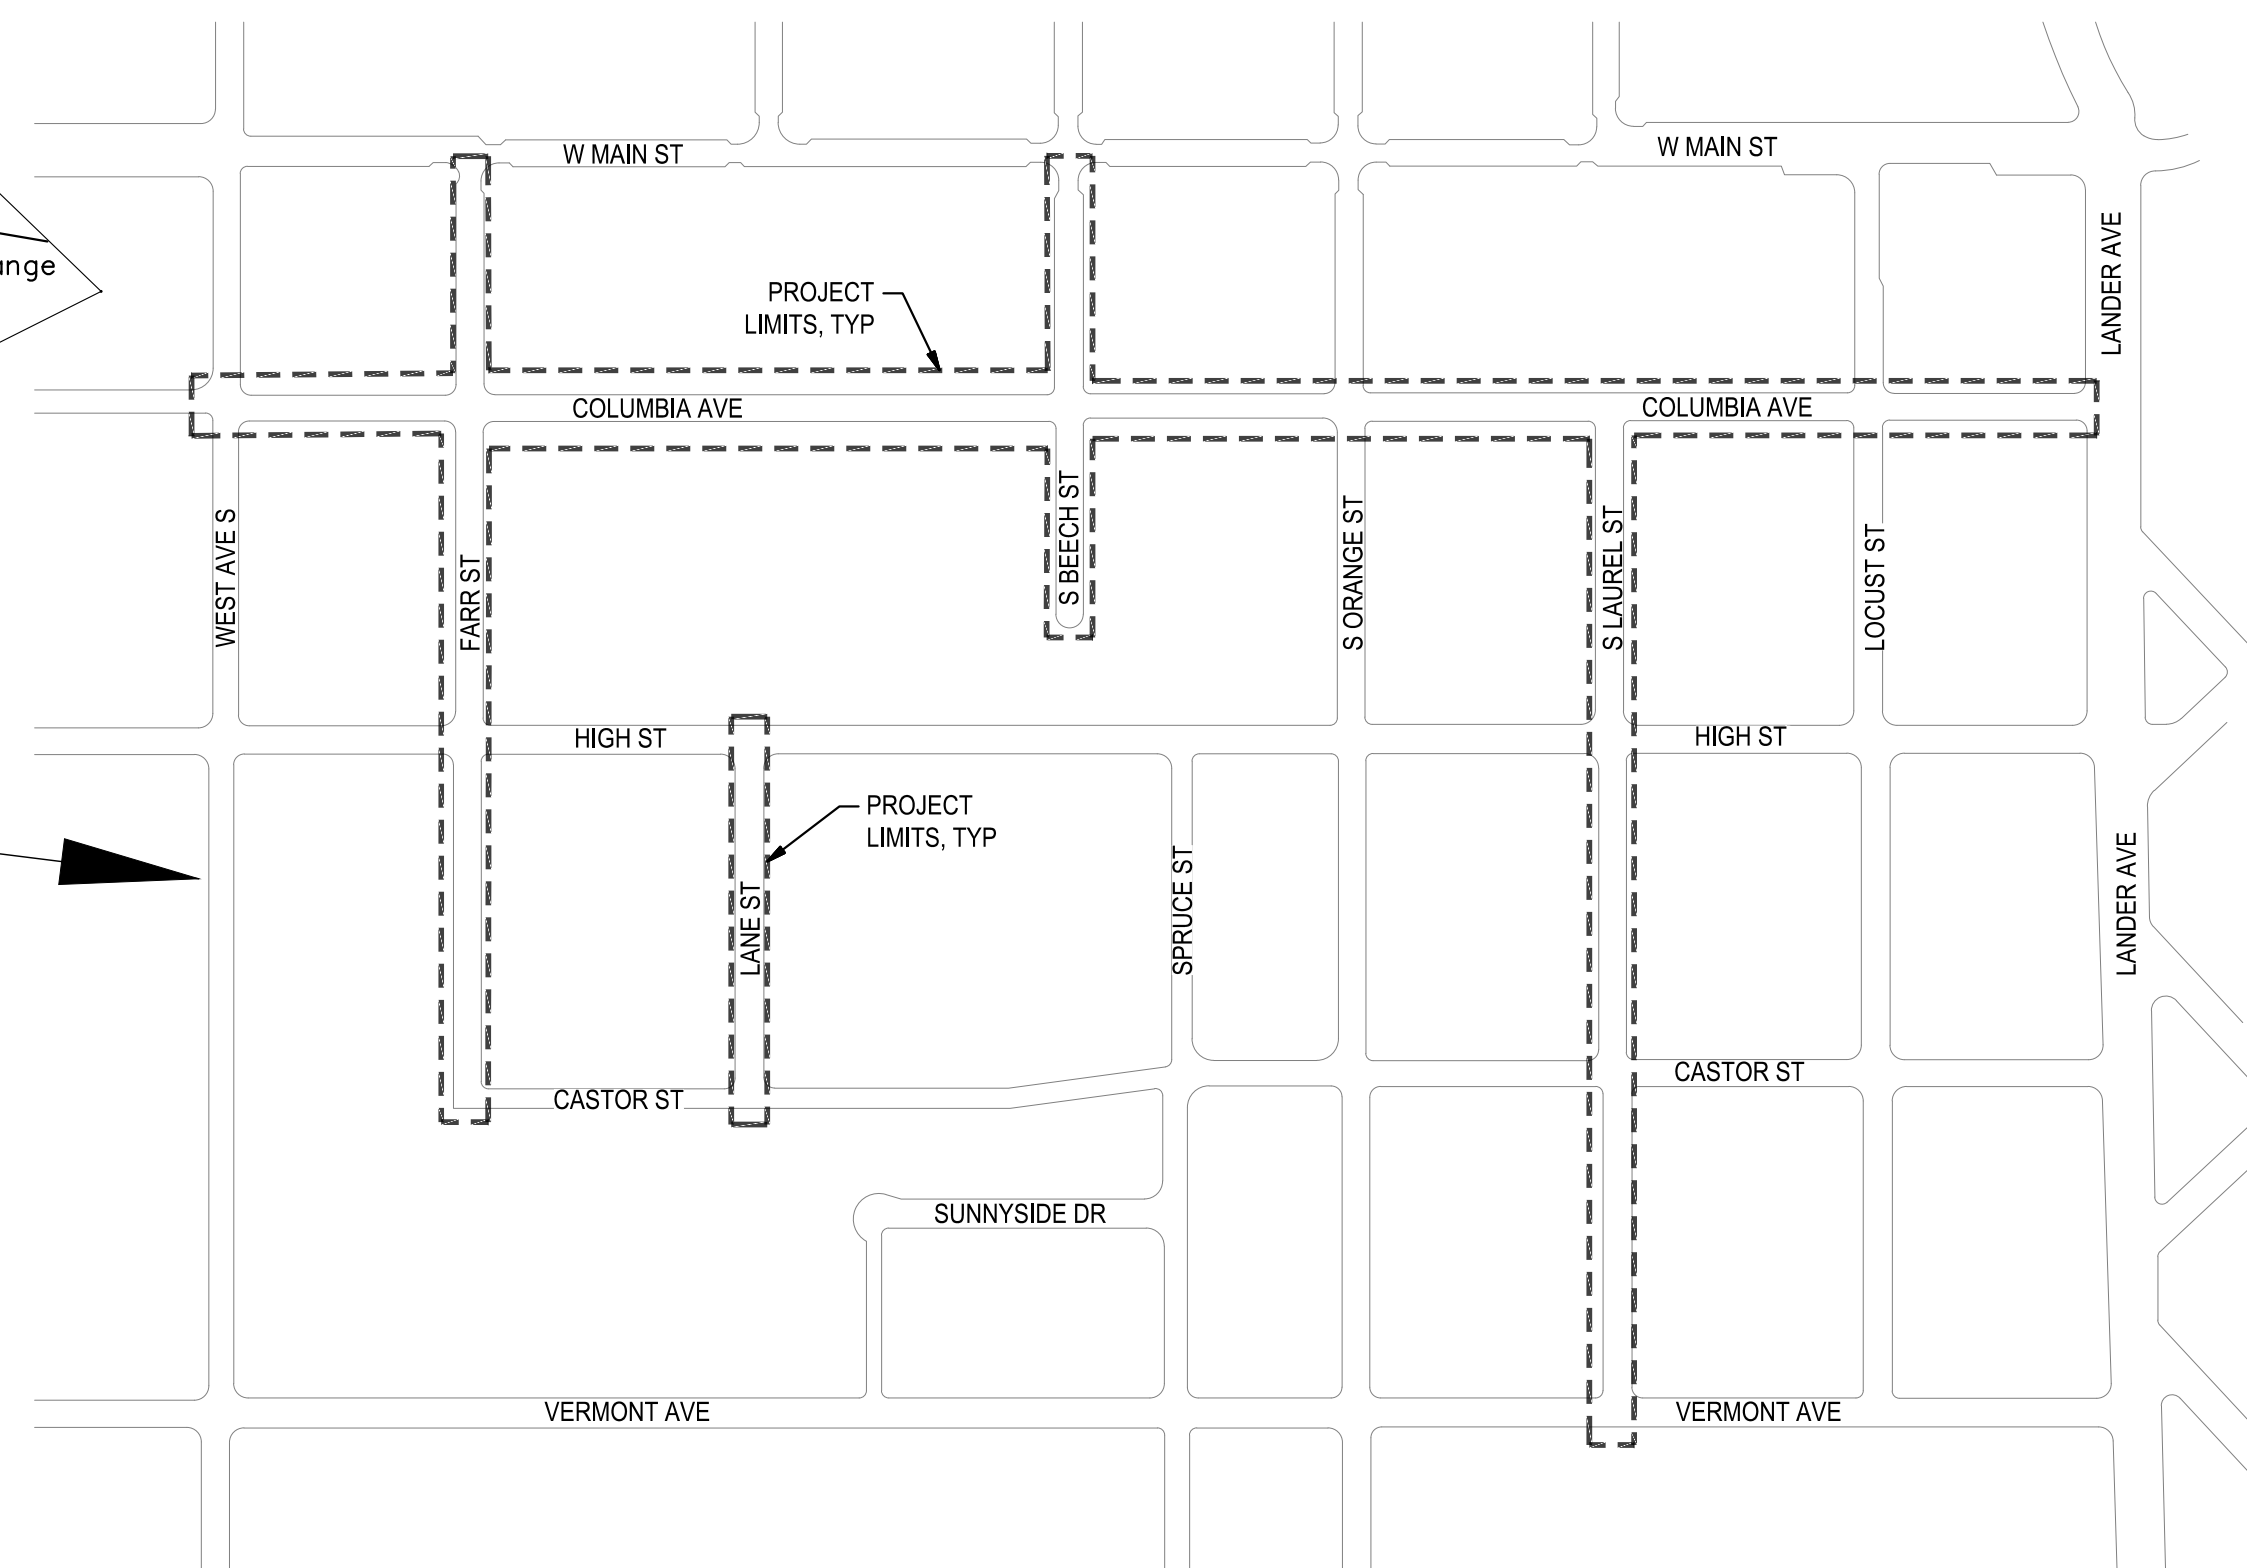 W MAIN ST
W MAIN ST
LANDER AVE
PROJECT
LIMITS, TYP
COLUMBIA AVE
COLUMBIA AVE
WEST AVE S
FARR ST
S BEECH ST
S ORANGE ST
S LAUREL ST
LOCUST ST
HIGH ST
HIGH ST
PROJECT
LIMITS, TYP
LANE ST
SPRUCE ST
LANDER AVE
CASTOR ST
CASTOR ST
SUNNYSIDE DR
VERMONT AVE
VERMONT AVE